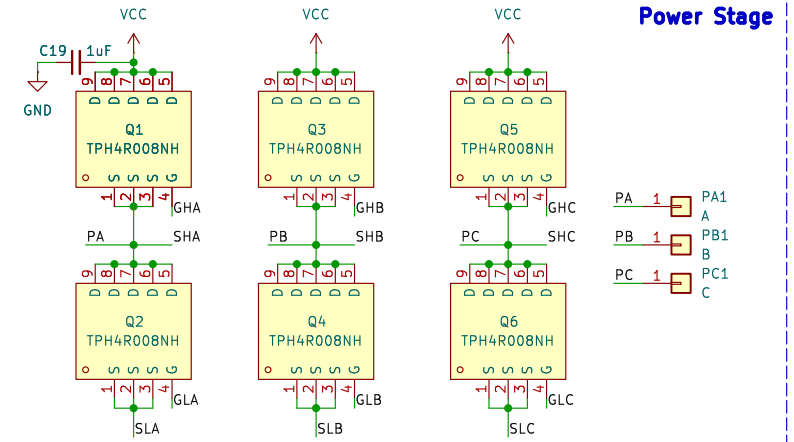 Power Stage
VCC VCC VCC
C19 1uF
GND
9 8 7 6 5 9 8 7 6 5 9 8 7 6 5
D D D D D D D D D D D D D D D
Q1 Q3 Q5
TPH4R008NH TPH4R008NH TPH4R008NH
S S S G S S S G S S S G
1 2 3 4 1 2 3 4 1 2 3 4
GHA GHB GHC
PA SHA PB SHB PC SHC
PA 1 PA1
A
PB 1 PB1
B
PC 1 PC1
C
9 8 7 6 5 9 8 7 6 5 9 8 7 6 5
D D D D D D D D D D D D D D D
Q2 Q4 Q6
TPH4R008NH TPH4R008NH TPH4R008NH
S S S G S S S G S S S G
1 2 3 4 1 2 3 4 1 2 3 4
GLA GLB GLC
SLA SLB SLC